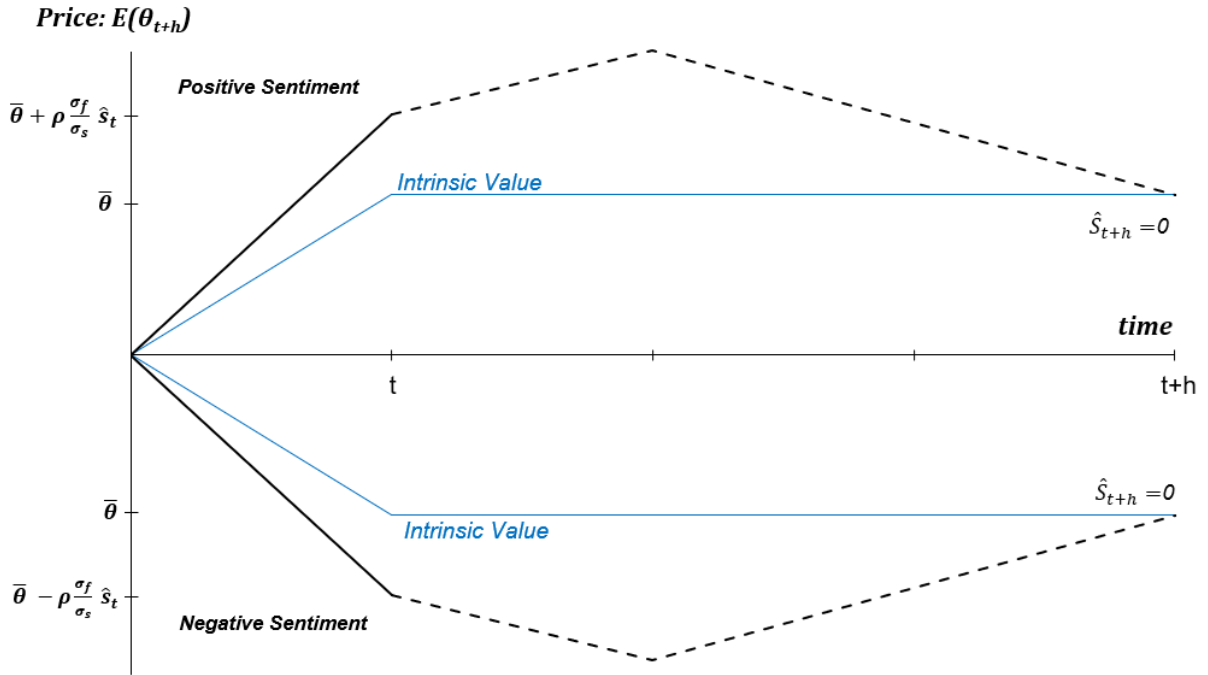 Price: E(θ_{t+h})
Positive Sentiment
θ̅ + ρ σ_f/σ_s ŝ_t
Intrinsic Value
θ̅
Ŝ_{t+h} =0
time
t
t+h
Ŝ_{t+h} =0
θ̅
Intrinsic Value
θ̅ − ρ σ_f/σ_s ŝ_t
Negative Sentiment